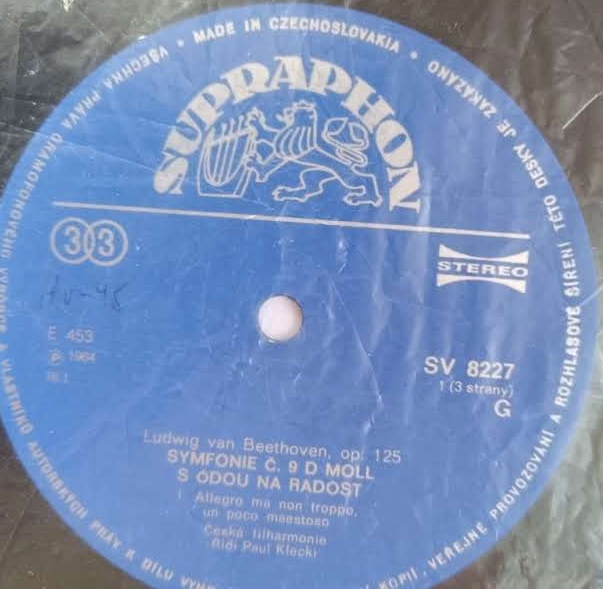 MADE IN CZECHOSLOVAKIA
VŠECHNA PRÁVA GRAMOFONOVÉHO
A VLASTNÍKŮ AUTORSKÝCH PRÁV K DÍLU
KOPIÍ, VEŘEJNÉ PROVOZOVÁNÍ A ROZHLASOVÉ ŠÍŘENÍ TÉTO DESKY JE ZAKÁZÁNO
SUPRAPHON
33
STEREO
E 453
℗ 1964
SV 8227
1 (3 strany)
G
Ludwig van Beethoven, op. 125
SYMFONIE Č. 9 D MOLL
S ÓDOU NA RADOST
I Allegro ma non troppo,
un poco maestoso
Česká filharmonie
Řídí Paul Klecki